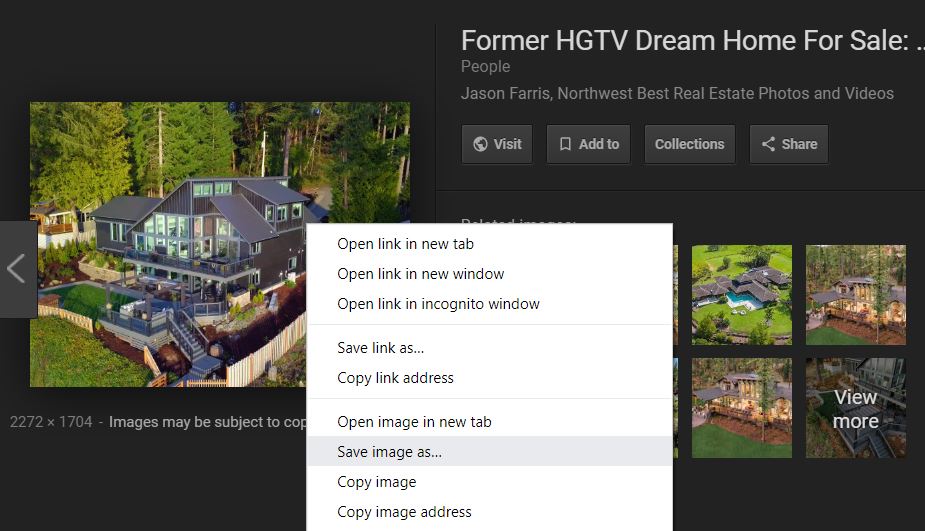 Former HGTV Dream Home For Sale: ..
People
Jason Farris, Northwest Best Real Estate Photos and Videos
Visit
Add to
Collections
Share
Related images:
Open link in new tab
Open link in new window
Open link in incognito window
Save link as...
Copy link address
Open image in new tab
Save image as...
Copy image
Copy image address
2272 × 1704 - Images may be subject to cop
View
more